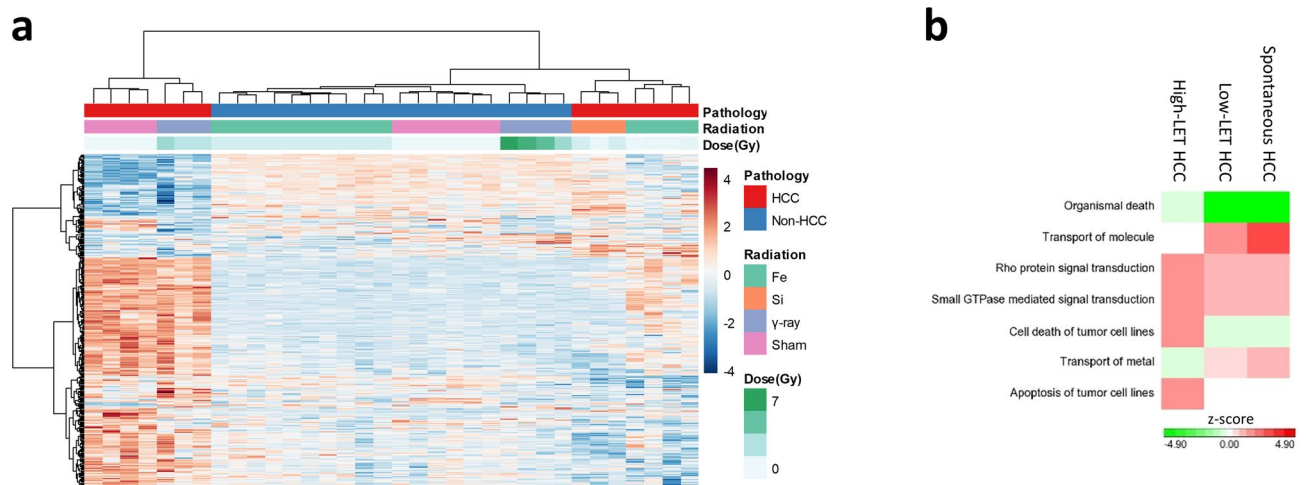 a
Pathology
Radiation
Dose(Gy)
4
2
0
-2
-4
Pathology
HCC
Non-HCC
Radiation
Fe
Si
γ-ray
Sham
Dose(Gy)
7
0
b
High-LET HCC
Low-LET HCC
Spontaneous HCC
Organismal death
Transport of molecule
Rho protein signal transduction
Small GTPase mediated signal transduction
Cell death of tumor cell lines
Transport of metal
Apoptosis of tumor cell lines
z-score
-4.90 0.00 4.90